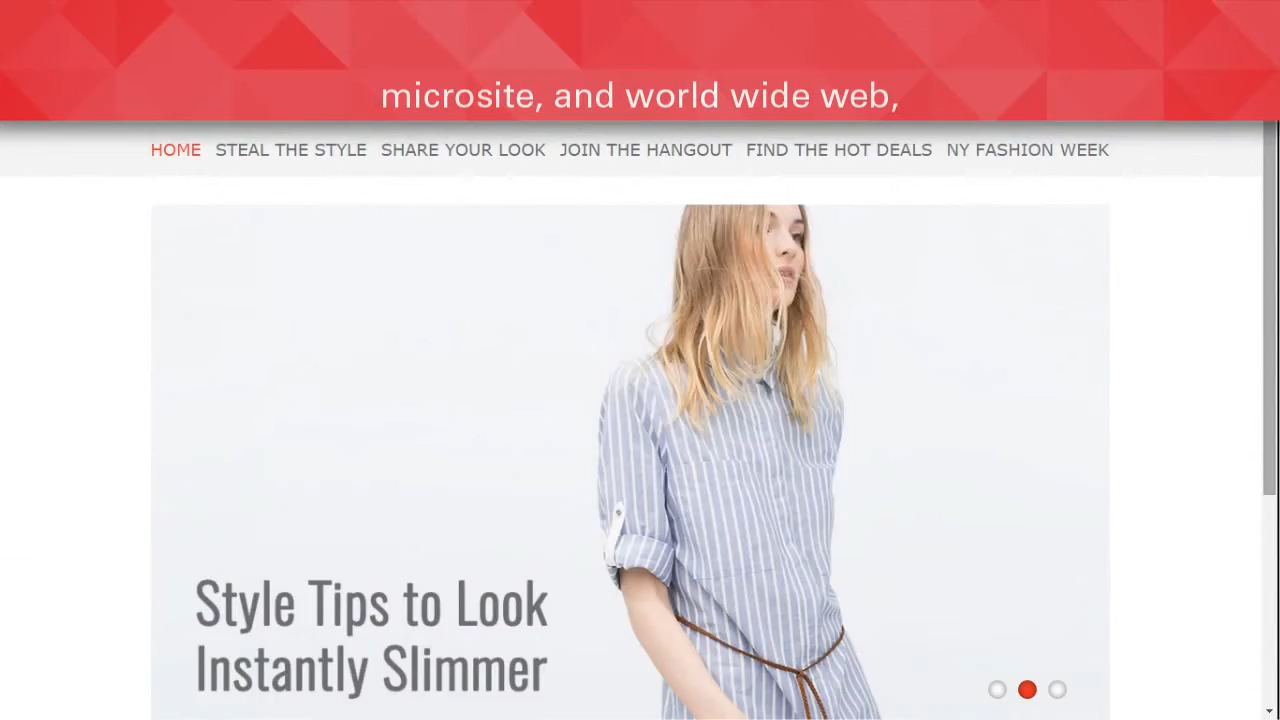 microsite, and world wide web,
HOME STEAL THE STYLE SHARE YOUR LOOK JOIN THE HANGOUT FIND THE HOT DEALS NY FASHION WEEK
Style Tips to Look
Instantly Slimmer